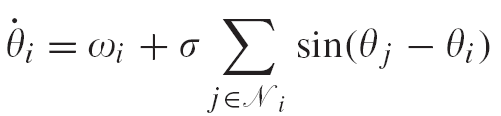 θ̇ᵢ = ωᵢ + σ ∑_{j∈𝒩ᵢ} sin(θⱼ − θᵢ)